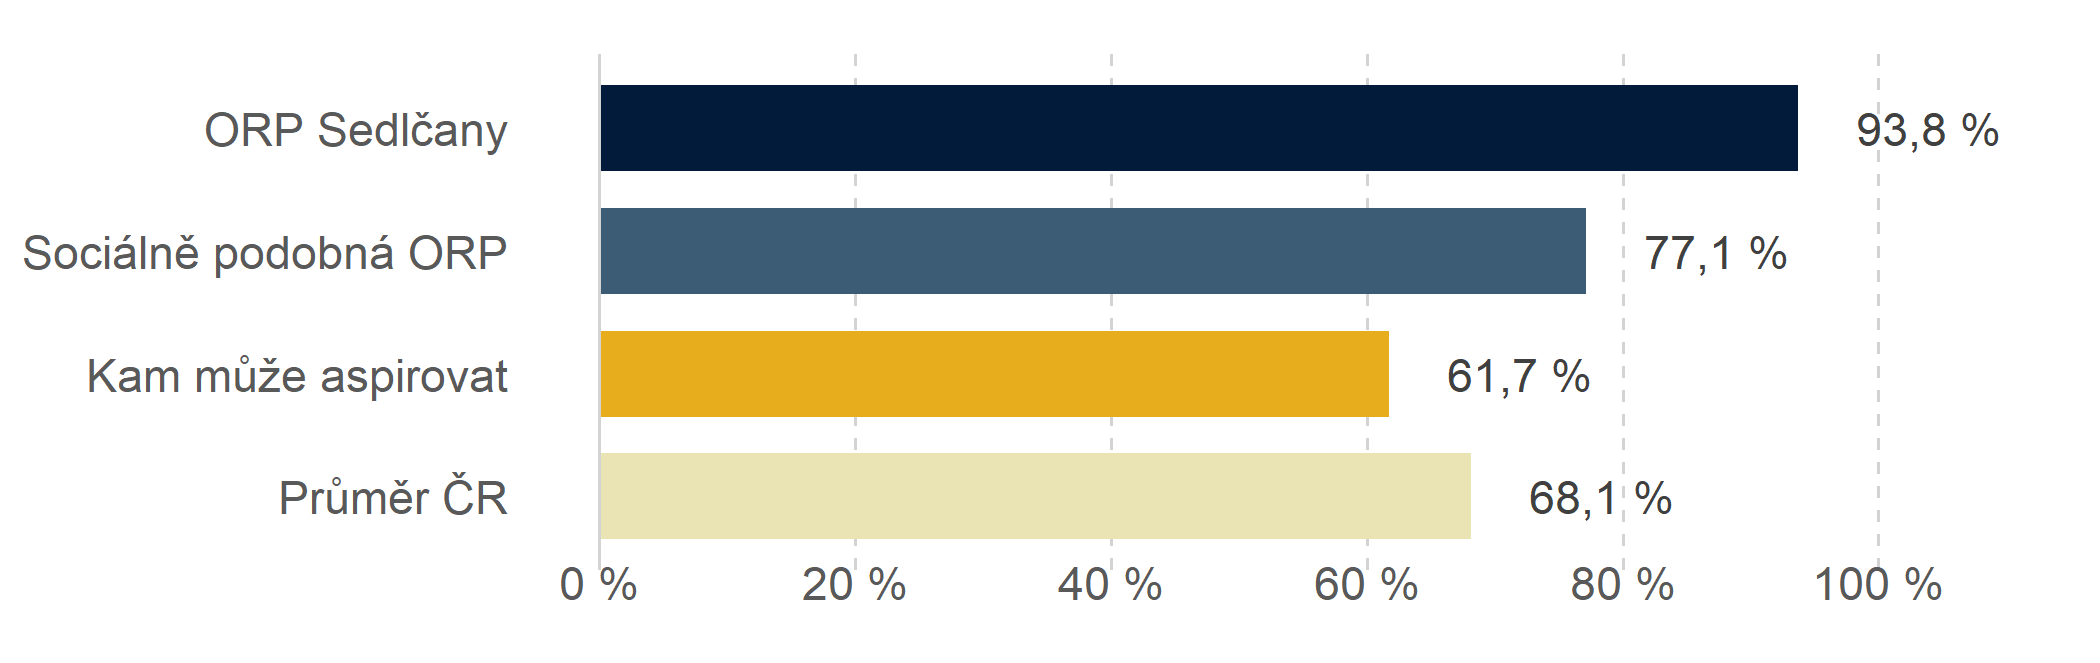 ORP Sedlčany
93,8 %
Sociálně podobná ORP
77,1 %
Kam může aspirovat
61,7 %
Průměr ČR
68,1 %
0 % 20 % 40 % 60 % 80 % 100 %